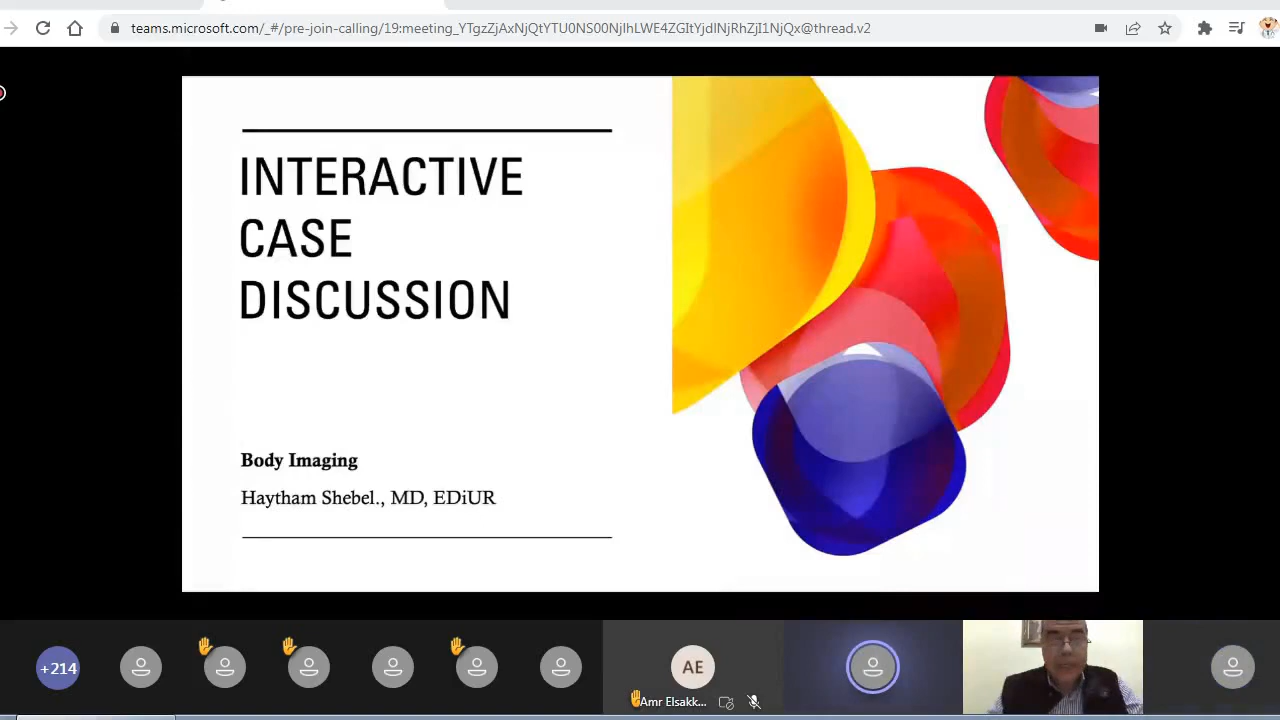 teams.microsoft.com/_#/pre-join-calling/19:meeting_YTgzZjAxNjQtYTU0NS00NjlhLWE4ZGItYjdlNjRhZjI1NjQx@thread.v2
INTERACTIVE
CASE
DISCUSSION
Body Imaging
Haytham Shebel., MD, EDiUR
+214
AE
Amr Elsakk...